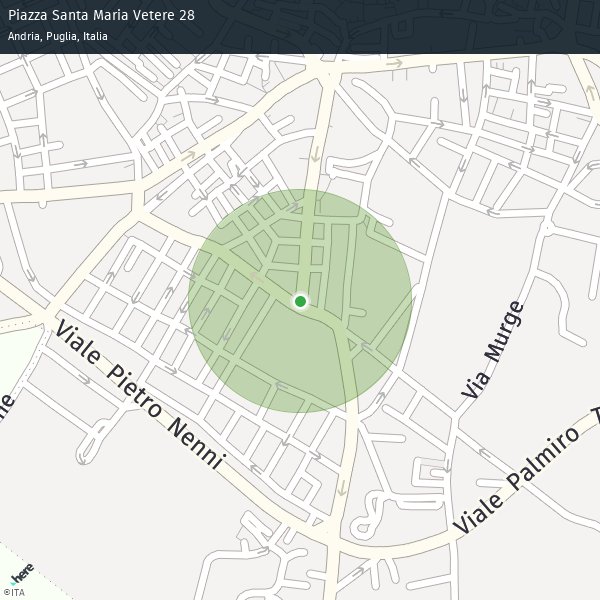 Piazza Santa Maria Vetere 28
Andria, Puglia, Italia
Viale Pietro Nenni
Via Murge
Viale Palmiro T
ne
here
©ITA